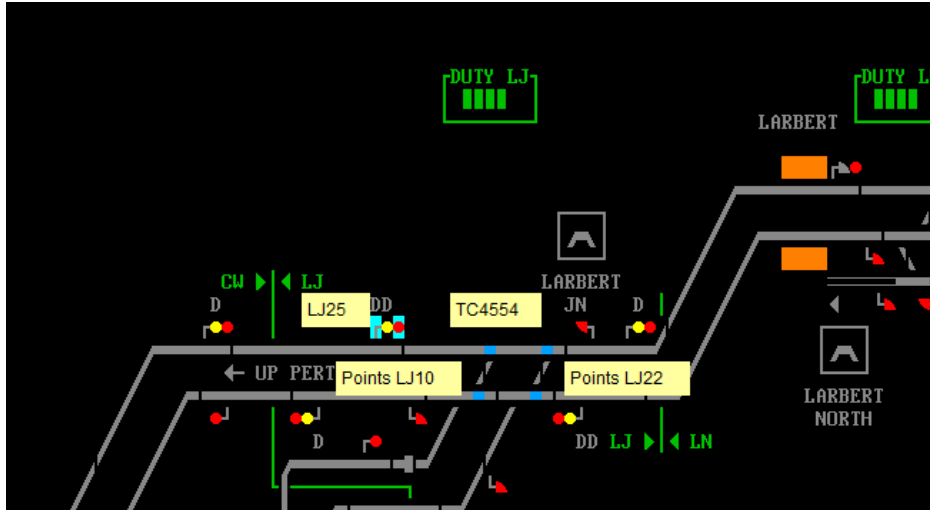 DUTY LJ
DUTY L
LARBERT
CW LJ
LARBERT
D
LJ25
DD
TC4554
JN
D
← UP PERT
Points LJ10
Points LJ22
LARBERT
NORTH
D
DD LJ
LN